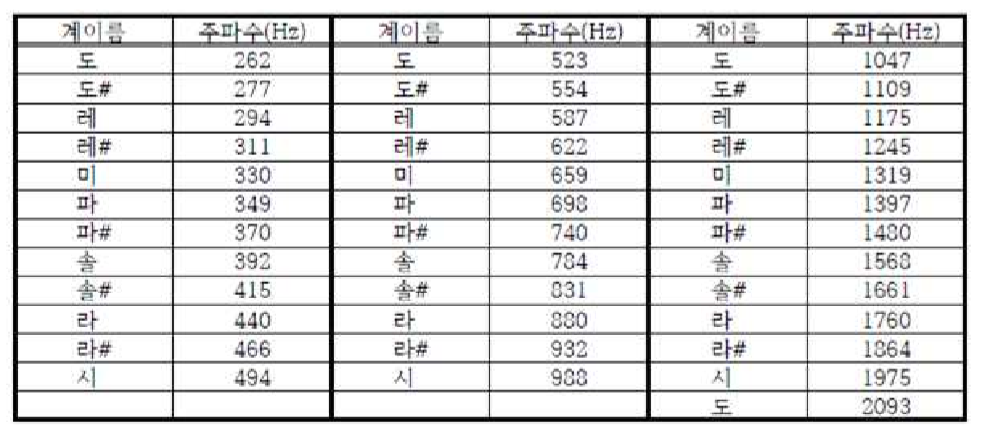 계이름 주파수(Hz) 계이름 주파수(Hz) 계이름 주파수(Hz)
도 262 도 523 도 1047
도# 277 도# 554 도# 1109
레 294 레 587 레 1175
레# 311 레# 622 레# 1245
미 330 미 659 미 1319
파 349 파 698 파 1397
파# 370 파# 740 파# 1480
솔 392 솔 784 솔 1568
솔# 415 솔# 831 솔# 1661
라 440 라 880 라 1760
라# 466 라# 932 라# 1864
시 494 시 988 시 1975
도 2093